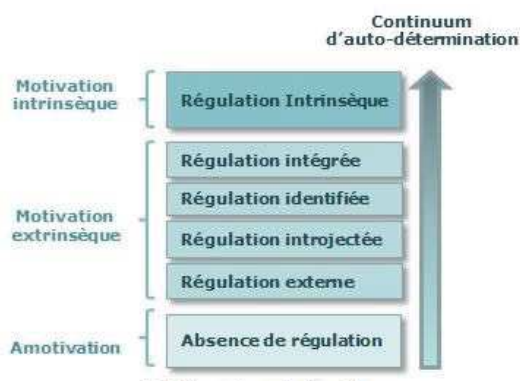 Continuum
d'auto-détermination
Motivation
intrinsèque
Régulation Intrinsèque
Motivation
extrinsèque
Régulation intégrée
Régulation identifiée
Régulation introjectée
Régulation externe
Amotivation
Absence de régulation